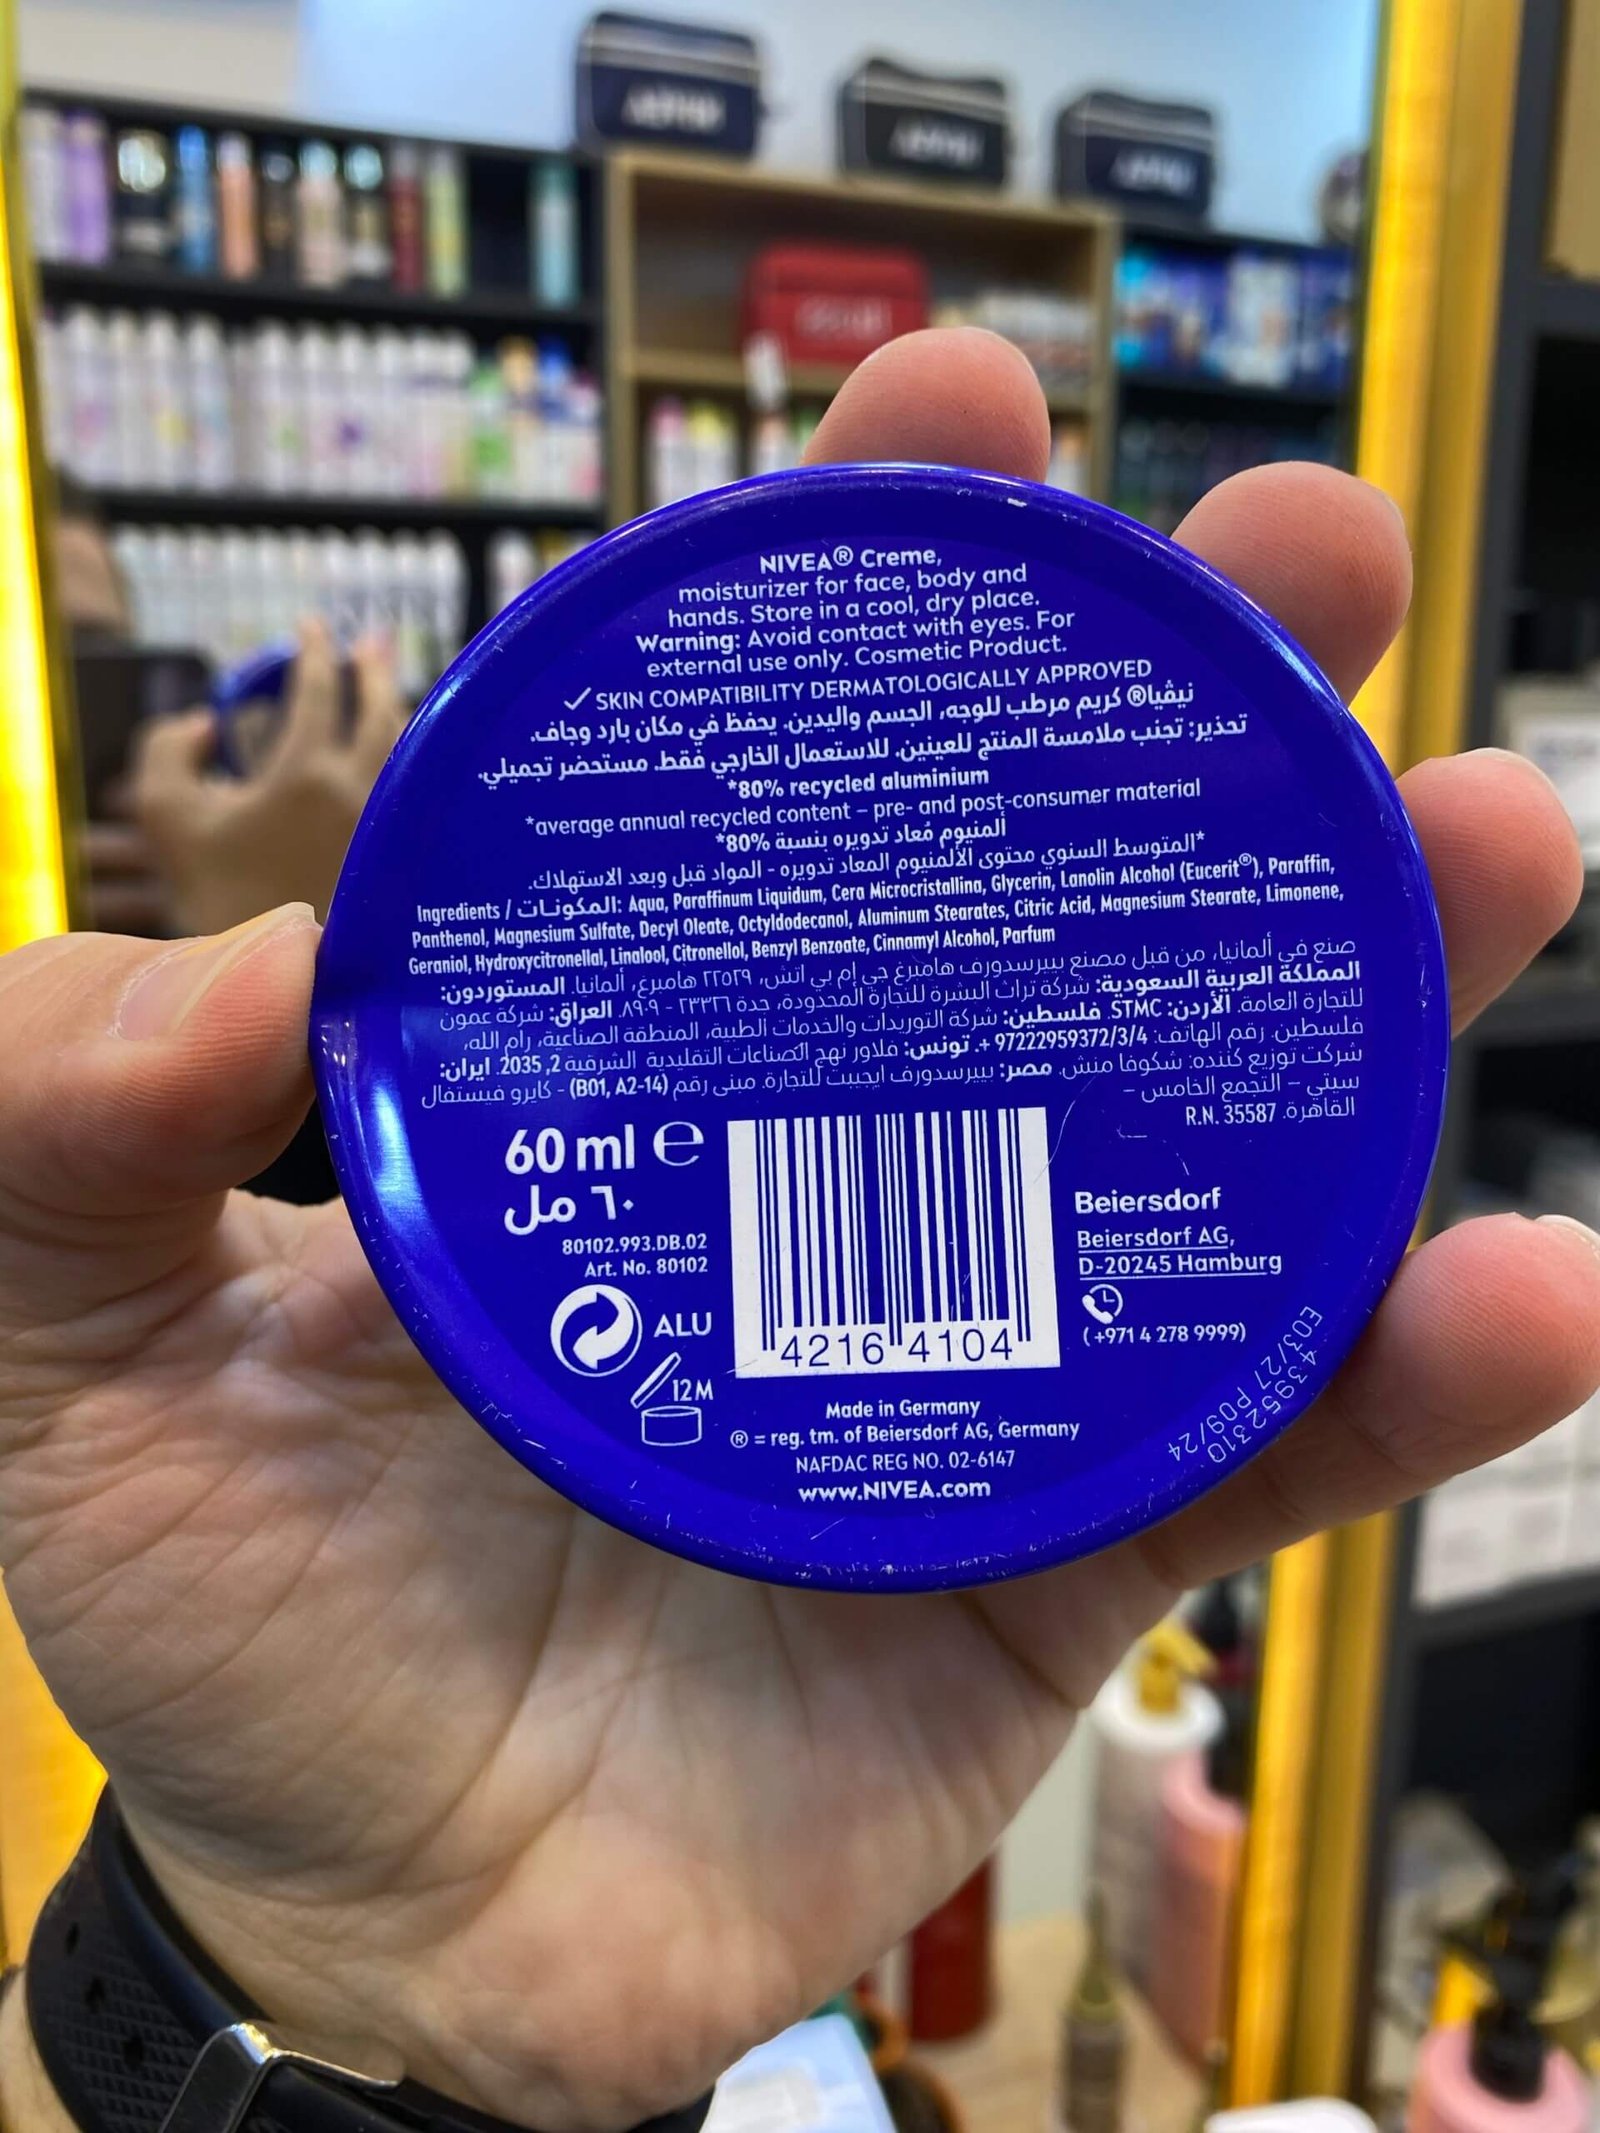 NIVEA® Creme,
moisturizer for face, body and
hands. Store in a cool, dry place.
Warning: Avoid contact with eyes. For
external use only. Cosmetic Product.
✓ SKIN COMPATIBILITY DERMATOLOGICALLY APPROVED
نيڤيا® كريم مرطب للوجه، الجسم واليدين. يحفظ في مكان بارد وجاف.
تحذير: تجنب ملامسة المنتج للعينين. للاستعمال الخارجي فقط. مستحضر تجميلي.
*80% recycled aluminium
*average annual recycled content – pre- and post-consumer material
ألمنيوم مُعاد تدويره بنسبة 80%*
*المتوسط السنوي محتوى الألمنيوم المعاد تدويره - المواد قبل وبعد الاستهلاك.
Ingredients / المكونات: Aqua, Paraffinum Liquidum, Cera Microcristallina, Glycerin, Lanolin Alcohol (Eucerit®), Paraffin,
Panthenol, Magnesium Sulfate, Decyl Oleate, Octyldodecanol, Aluminum Stearates, Citric Acid, Magnesium Stearate, Limonene,
Geraniol, Hydroxycitronellal, Linalool, Citronellol, Benzyl Benzoate, Cinnamyl Alcohol, Parfum
صنع في ألمانيا، من قبل مصنع بييرسدورف هامبرغ جي إم بي اتش، ٢٢٥٢٩ هامبرغ، ألمانيا. المستوردون:
المملكة العربية السعودية: شركة تراث البشرة للتجارة المحدودة، جدة ٢٣٣٢٦ - ٨٩٠٩. العراق: شركة عمون
للتجارة العامة. الأردن: STMC. فلسطين: شركة التوريدات والخدمات الطبية، المنطقة الصناعية، رام الله،
فلسطين. رقم الهاتف: 97222959372/3/4 +. تونس: فلاور نهج الصناعات التقليدية الشرقية 2, 2035. ايران:
شركت توزيع كننده: شكوفا منش. مصر: بييرسدورف ايجيبت للتجارة. مبنى رقم (B01, A2-14) - كايرو فيستفال
سيتي – التجمع الخامس –
القاهرة. R.N. 35587
60 ml e
٦٠ مل
80102.993.DB.02
Art. No. 80102
ALU
12M
4216 4104
Beiersdorf
Beiersdorf AG,
D-20245 Hamburg
( +971 4 278 9999)
43952310
E03/27 P09/24
Made in Germany
® = reg. tm. of Beiersdorf AG, Germany
NAFDAC REG NO. 02-6147
www.NIVEA.com